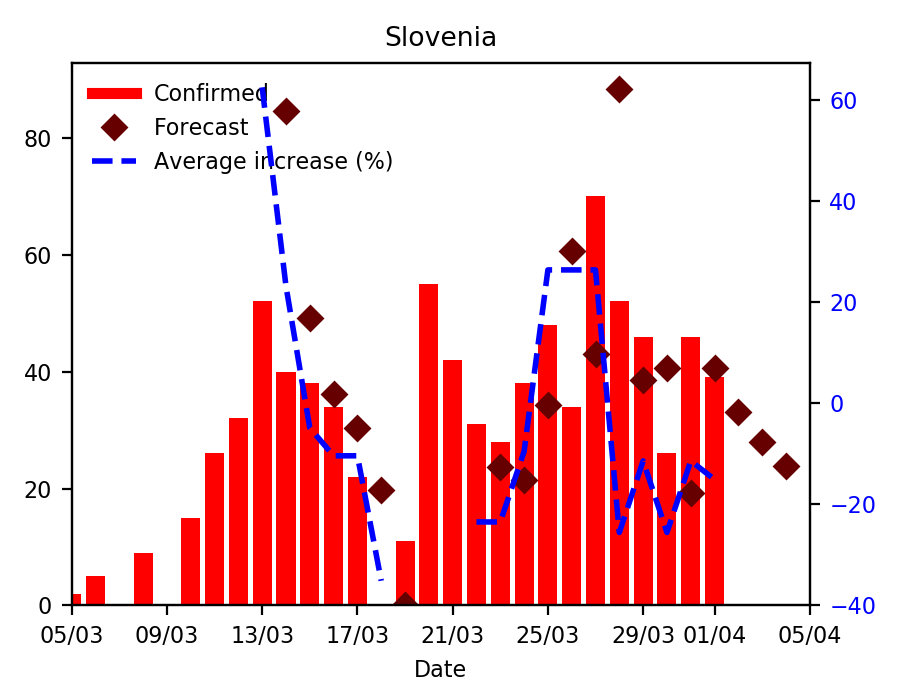 Slovenia
Confirmed
Forecast
Average increase (%)
80
60
40
20
0
60
40
20
0
−20
−40
05/03 09/03 13/03 17/03 21/03 25/03 29/03 01/04 05/04
Date